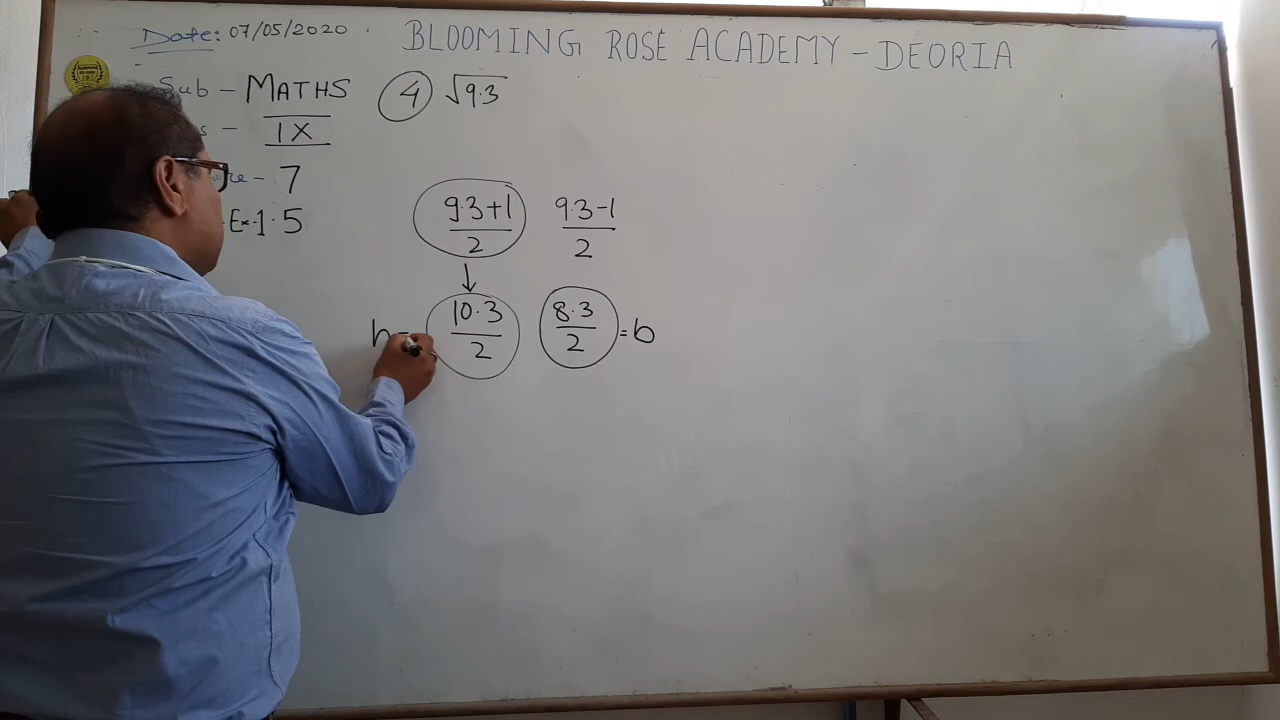 Date: 07/05/2020
BLOOMING ROSE ACADEMY - DEORIA
Sub - MATHS
④ √9.3
IX
7
Ex-1.5
9.3+1/2 9.3-1/2
h = 10.3/2 8.3/2 = b